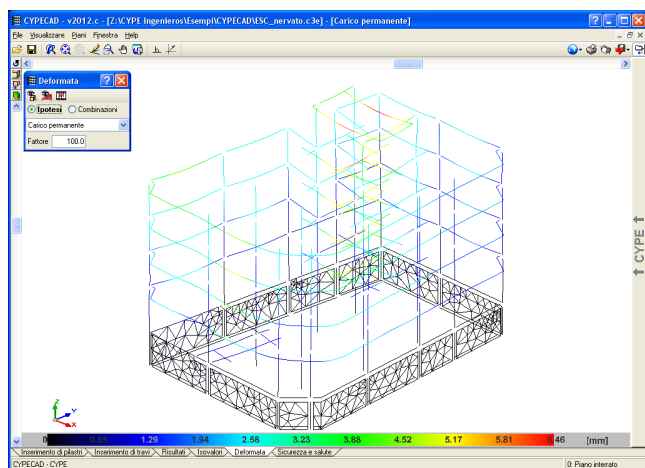 CYPECAD - v2012.c - [Z:\CYPE Ingenieros\Esempi\CYPECAD\ESC_nervato.c3e] - [Carico permanente]
File Visualizzare Piani Finestra Help
Deformata
Ipotesi Combinazioni
Carico permanente
Fattore 100.0
CYPE
Z
Y
X
0 0.65 1.29 1.94 2.58 3.23 3.88 4.52 5.17 5.81 6.46 [mm]
Inserimento di pilastri Inserimento di travi Risultati Isovalori Deformata Sicurezza e salute
CYPECAD - CYPE 0: Piano interrato